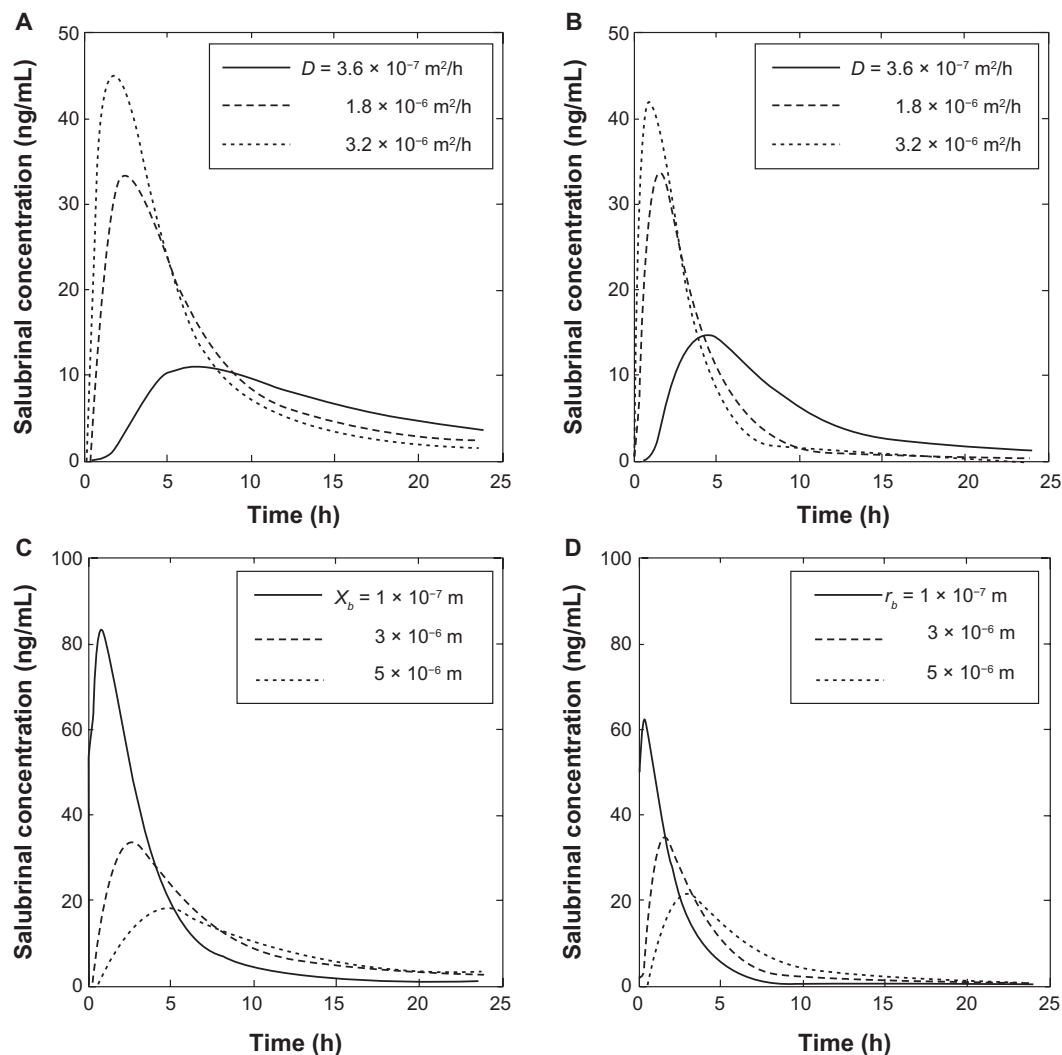 A
Salubrinal concentration (ng/mL)
50
40
30
20
10
0
D = 3.6 × 10⁻⁷ m²/h
1.8 × 10⁻⁶ m²/h
3.2 × 10⁻⁶ m²/h
0 5 10 15 20 25
Time (h)
B
Salubrinal concentration (ng/mL)
50
40
30
20
10
0
D = 3.6 × 10⁻⁷ m²/h
1.8 × 10⁻⁶ m²/h
3.2 × 10⁻⁶ m²/h
0 5 10 15 20 25
Time (h)
C
Salubrinal concentration (ng/mL)
100
80
60
40
20
0
X_b = 1 × 10⁻⁷ m
3 × 10⁻⁶ m
5 × 10⁻⁶ m
0 5 10 15 20 25
Time (h)
D
Salubrinal concentration (ng/mL)
100
80
60
40
20
0
r_b = 1 × 10⁻⁷ m
3 × 10⁻⁶ m
5 × 10⁻⁶ m
0 5 10 15 20 25
Time (h)